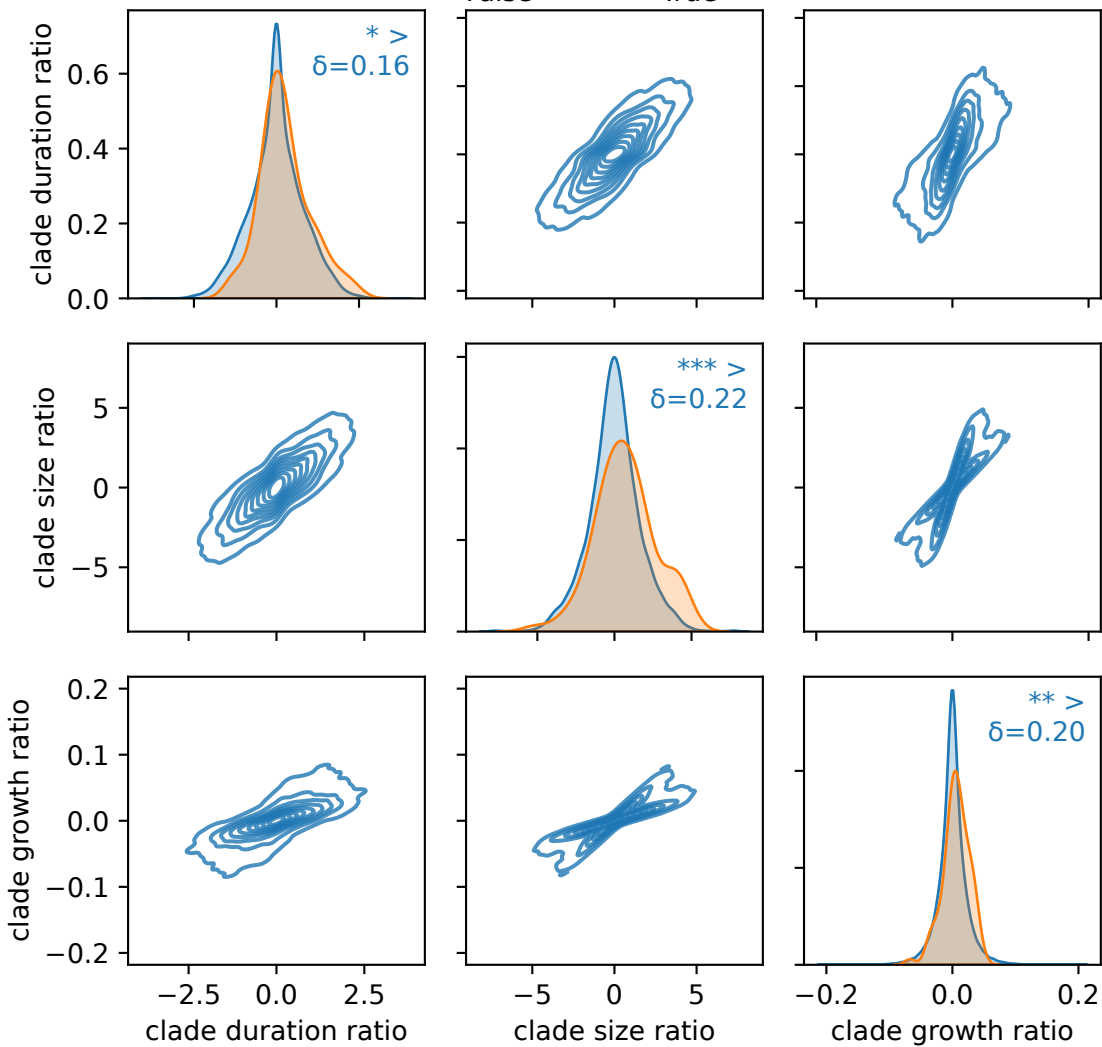 clade duration ratio
0.6
0.4
0.2
0.0
* >
δ=0.16
clade size ratio
5
0
−5
*** >
δ=0.22
clade growth ratio
0.2
0.1
0.0
−0.1
−0.2
** >
δ=0.20
−2.5 0.0 2.5
−5 0 5
−0.2 0.0 0.2
clade duration ratio
clade size ratio
clade growth ratio